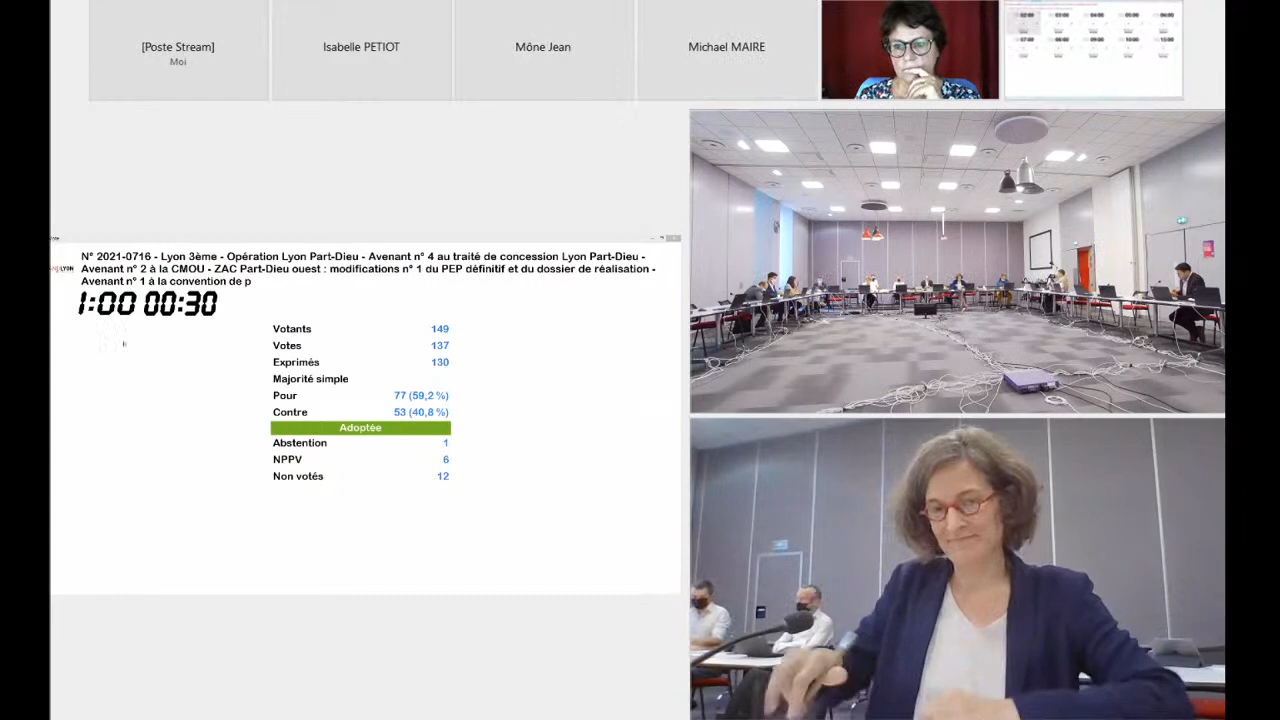 [Poste Stream]
Moi
Isabelle PETIOT
Mône Jean
Michael MAIRE
N° 2021-0716 - Lyon 3ème - Opération Lyon Part-Dieu - Avenant n° 4 au traité de concession Lyon Part-Dieu -
Avenant n° 2 à la CMOU - ZAC Part-Dieu ouest : modifications n° 1 du PEP définitif et du dossier de réalisation -
Avenant n° 1 à la convention de p
LYON
1:00 00:30
Votants 149
Votes 137
Exprimés 130
Majorité simple
Pour 77 (59,2 %)
Contre 53 (40,8 %)
Adoptée
Abstention 1
NPPV 6
Non votés 12